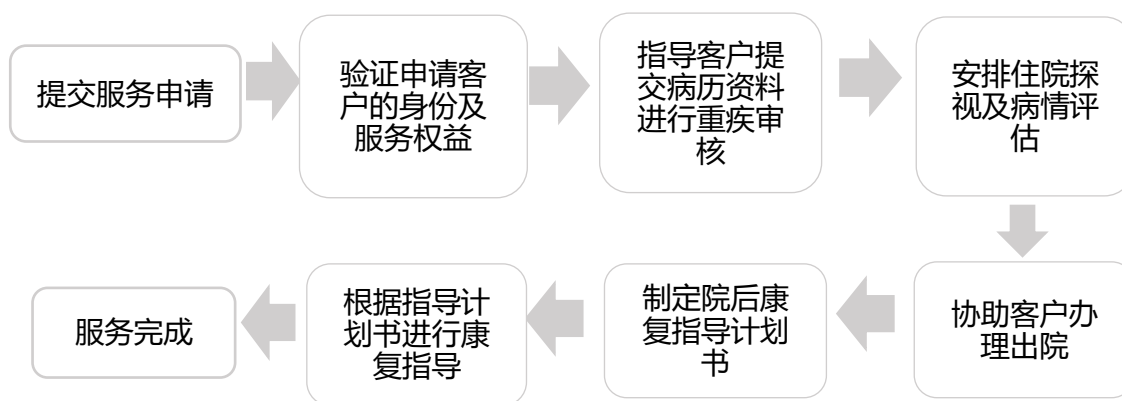 提交服务申请
验证申请客
户的身份及
服务权益
指导客户提
交病历资料
进行重疾审
核
安排住院探
视及病情评
估
协助客户办
理出院
制定院后康
复指导计划
书
根据指导计
划书进行康
复指导
服务完成